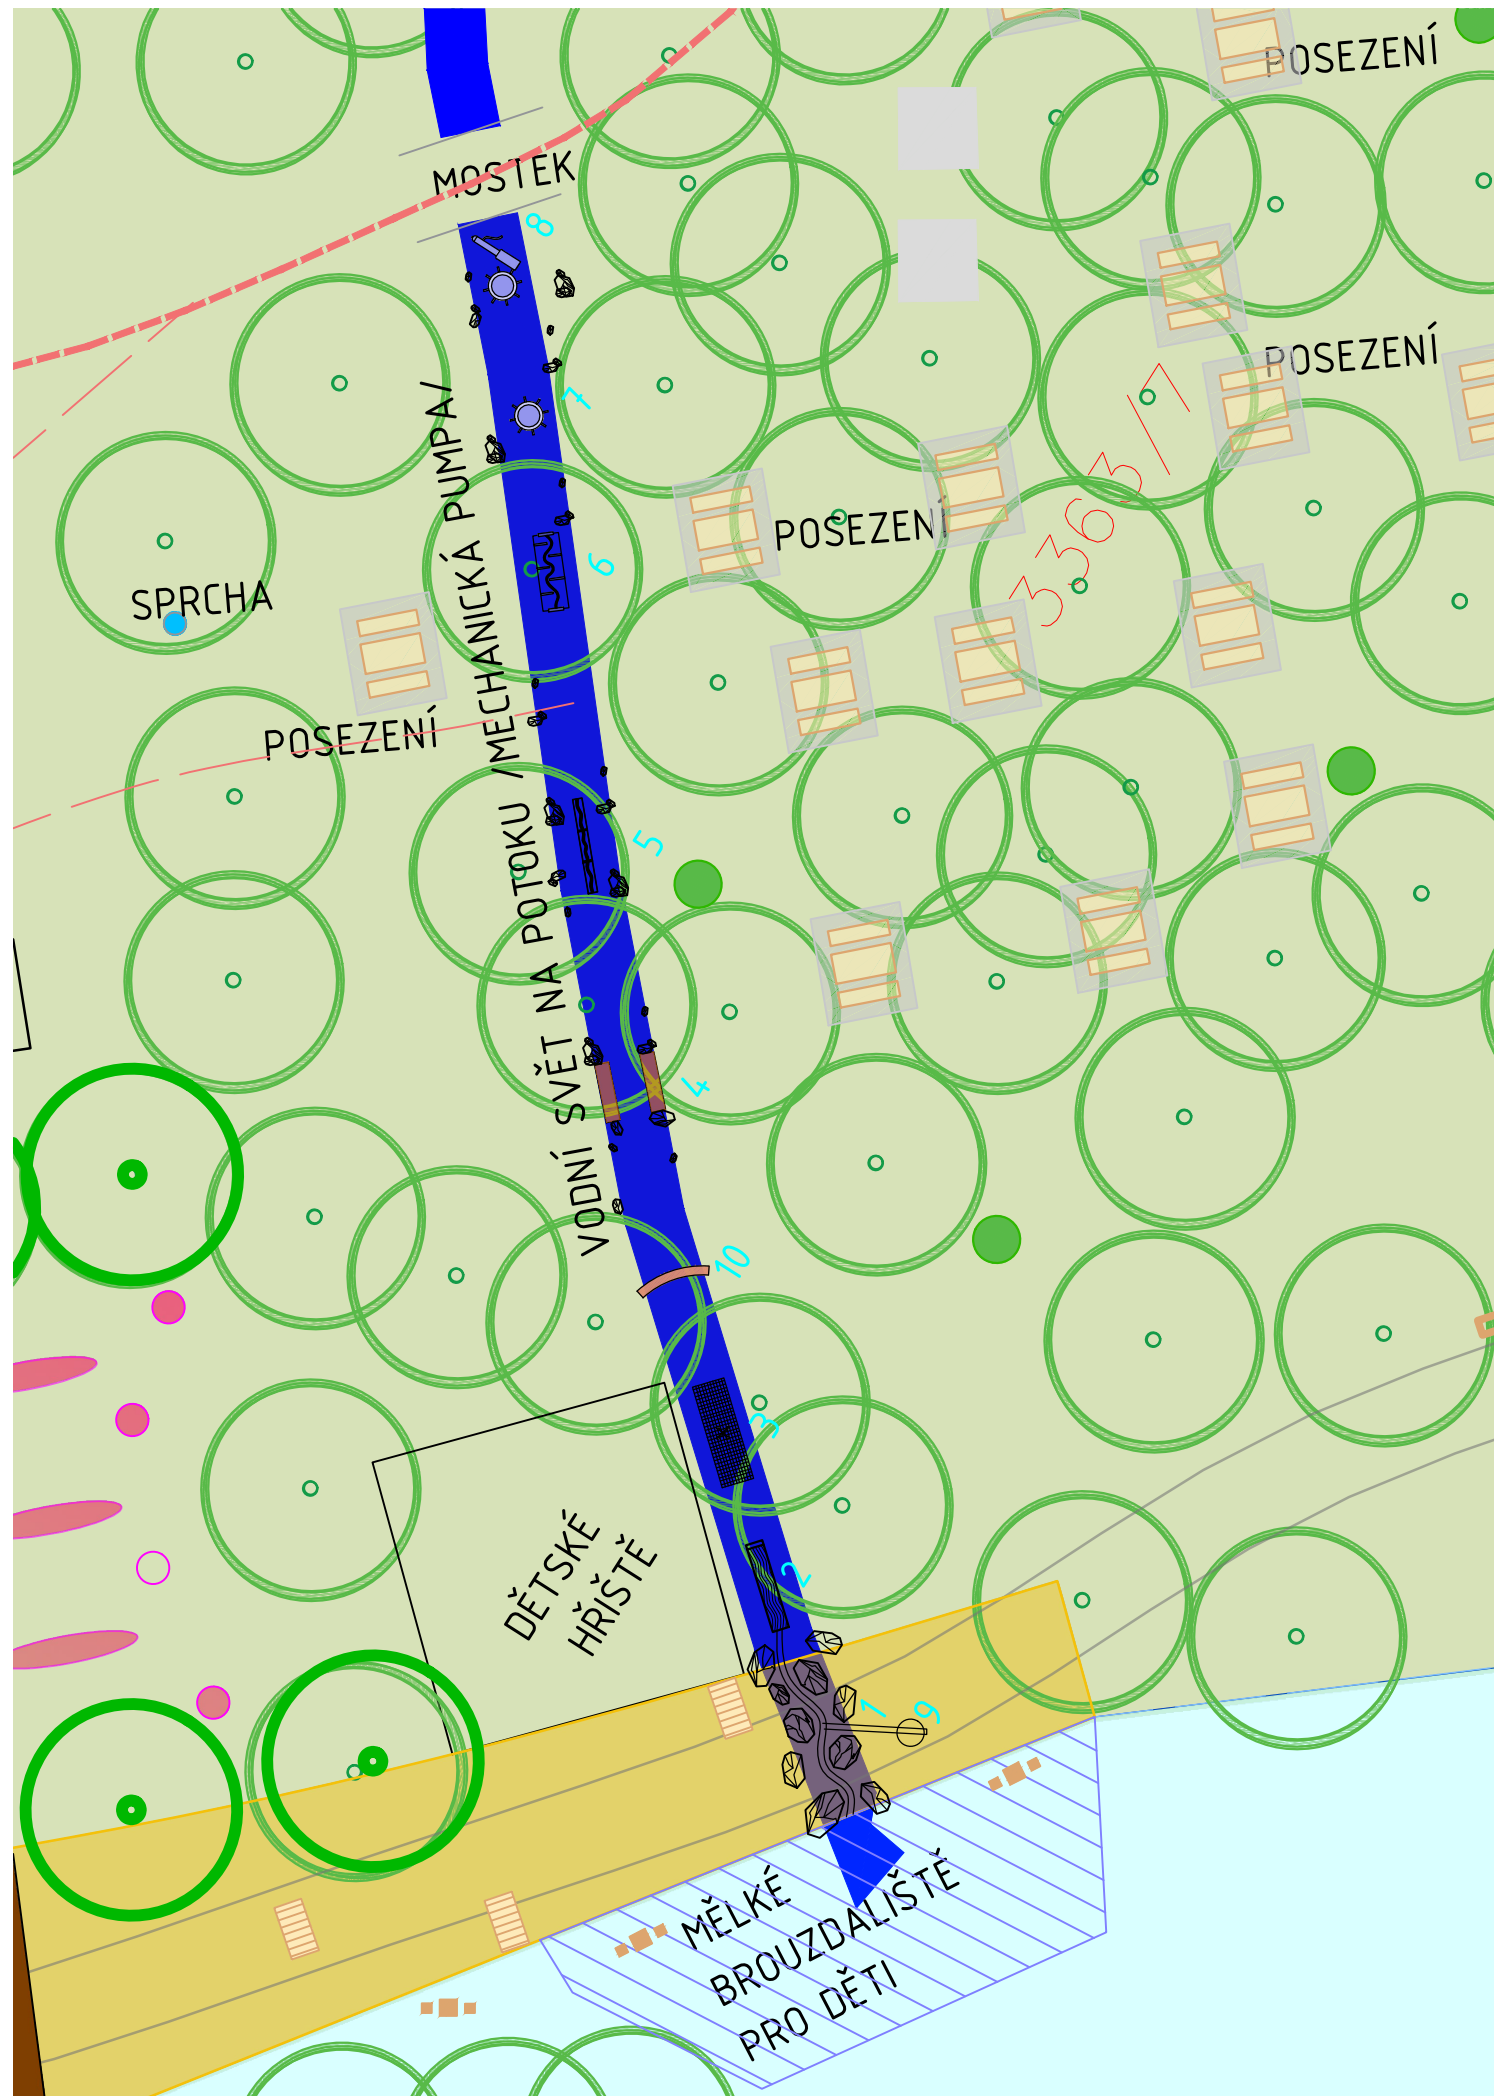 POSEZENÍ
MOSTEK
8
POSEZENÍ
7
3363/1
POSEZENÍ
6
SPRCHA
POSEZENÍ
VODNÍ SVĚT NA POTOKU /MECHANICKÁ PUMPA/
5
4
10
3
DĚTSKÉ
HŘIŠTĚ
2
1
9
MĚLKÉ
BROUZDALIŠTĚ
PRO DĚTI